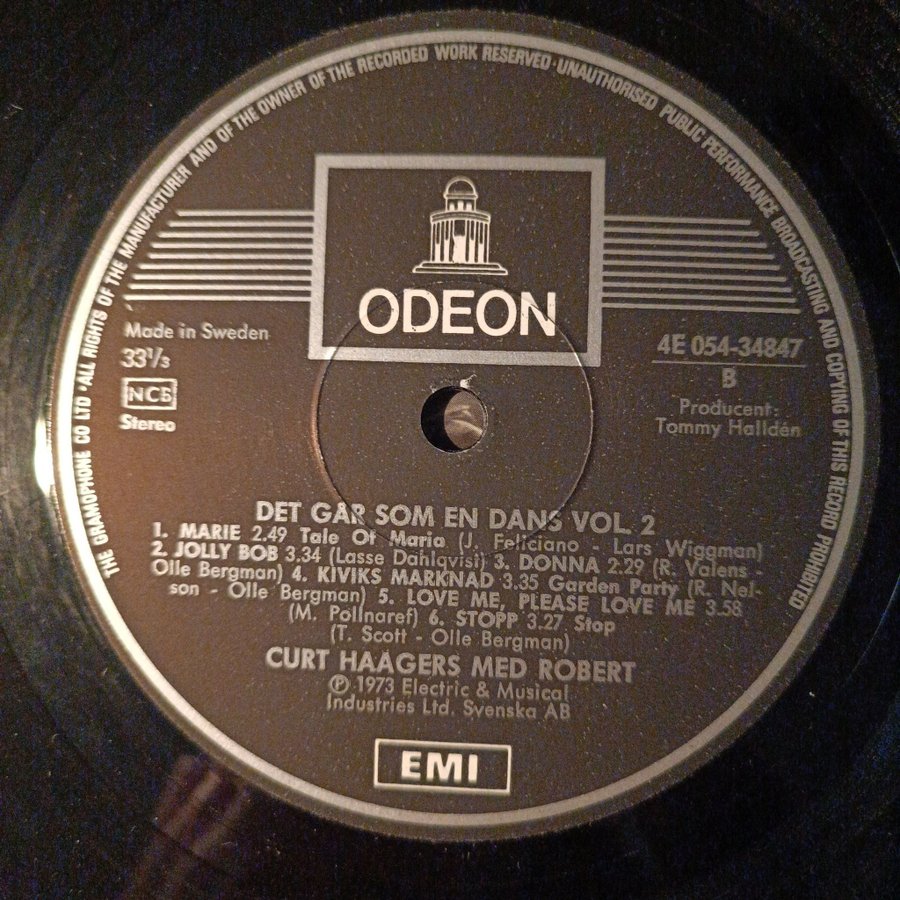 THE GRAMOPHONE CO LTD · ALL RIGHTS OF THE MANUFACTURER AND OF THE OWNER OF THE RECORDED WORK RESERVED · UNAUTHORISED PUBLIC PERFORMANCE BROADCASTING AND COPYING OF THIS RECORD PROHIBITED
ODEON
Made in Sweden
33⅓
NCB
Stereo
4E 054-34847
B
Producent:
Tommy Halldén
DET GÅR SOM EN DANS VOL. 2
1. MARIE 2.49 Tale Of Maria (J. Feliciano - Lars Wiggman)
2. JOLLY BOB 3.34 (Lasse Dahlqvist) 3. DONNA 2:29 (R. Valens -
Olle Bergman) 4. KIVIKS MARKNAD 3.35 Garden Party (R. Nel-
son - Olle Bergman) 5. LOVE ME, PLEASE LOVE ME 3.58
(M. Pollnaref) 6. STOPP 3.27 Stop
(T. Scott - Olle Bergman)
CURT HAAGERS MED ROBERT
℗ 1973 Electric & Musical
Industries Ltd. Svenska AB
EMI